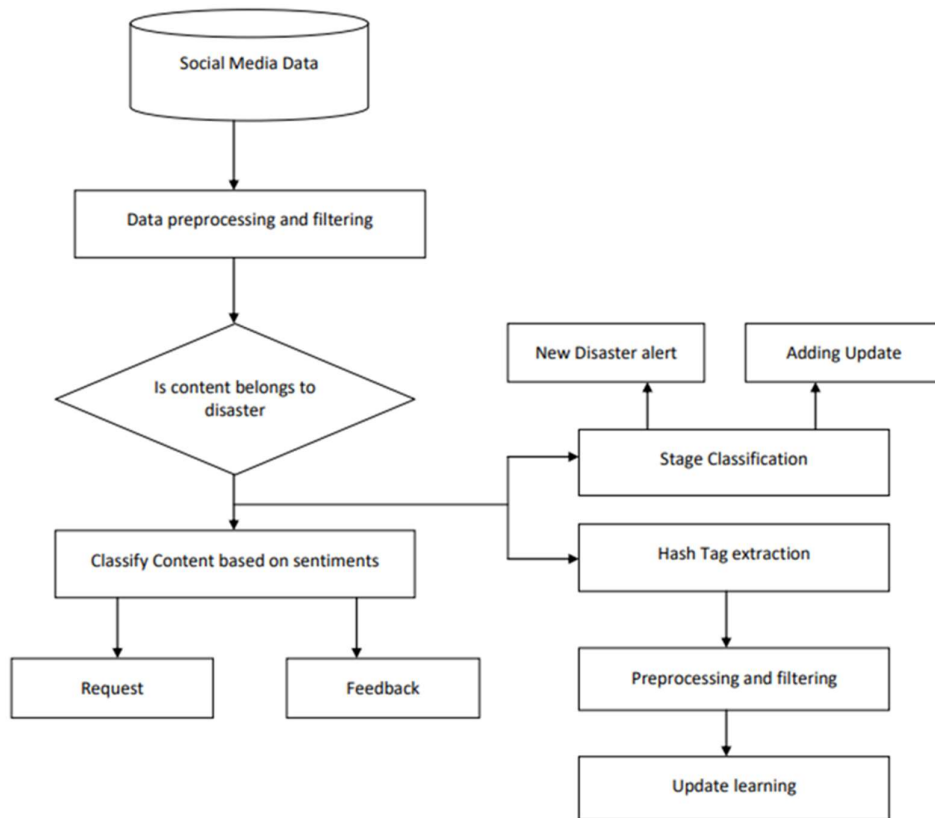 Social Media Data
Data preprocessing and filtering
Is content belongs to
disaster
New Disaster alert
Adding Update
Stage Classification
Classify Content based on sentiments
Hash Tag extraction
Request
Feedback
Preprocessing and filtering
Update learning